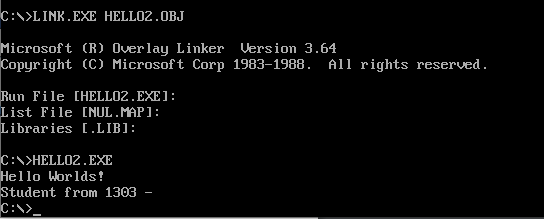 C:\>LINK.EXE HELLO2.OBJ
Microsoft (R) Overlay Linker  Version 3.64
Copyright (C) Microsoft Corp 1983-1988.  All rights reserved.
Run File [HELLO2.EXE]:
List File [NUL.MAP]:
Libraries [.LIB]:
C:\>HELLO2.EXE
Hello Worlds!
Student from 1303 -
C:\>_